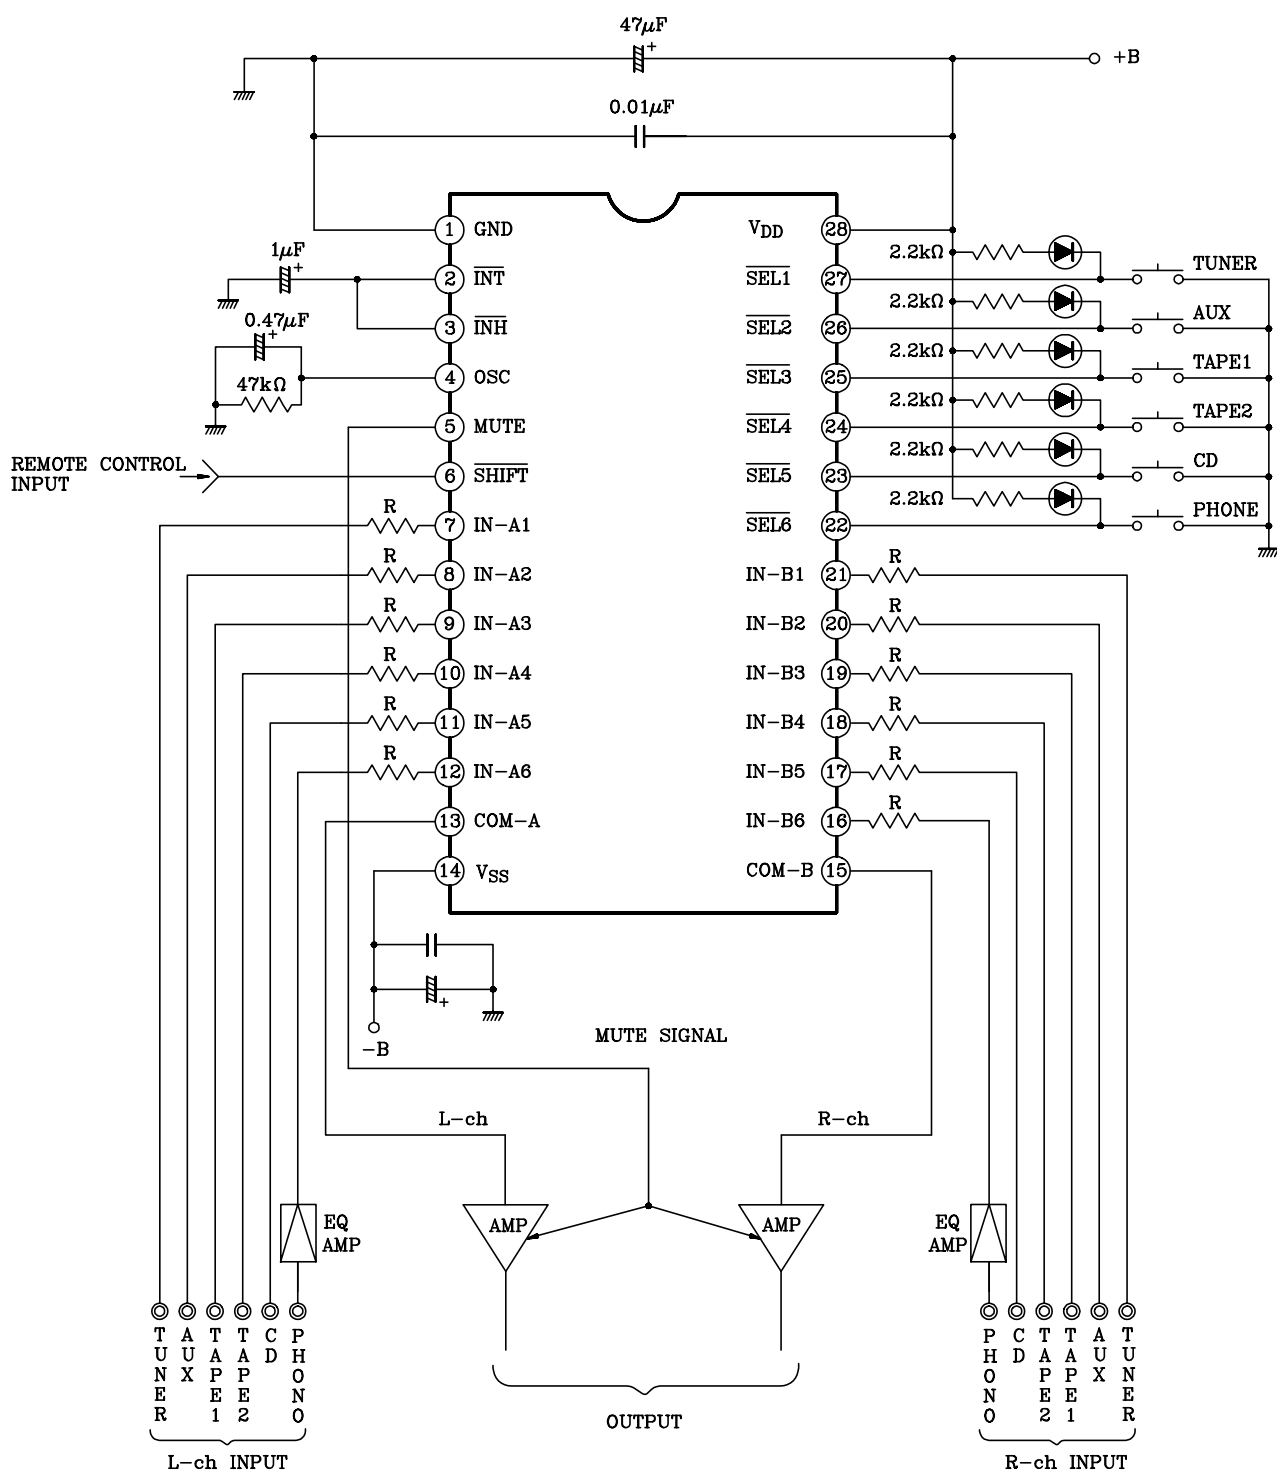 47μF
+
+B
0.01μF
1 GND
VDD 28
1μF
+
2 INT
2.2kΩ
SEL1 27
TUNER
0.47μF
+
3 INH
2.2kΩ
SEL2 26
AUX
47kΩ
4 OSC
2.2kΩ
SEL3 25
TAPE1
5 MUTE
2.2kΩ
SEL4 24
TAPE2
REMOTE CONTROL
INPUT
6 SHIFT
2.2kΩ
SEL5 23
CD
R
7 IN-A1
2.2kΩ
SEL6 22
PHONE
R
8 IN-A2
IN-B1 21
R
R
9 IN-A3
IN-B2 20
R
R
10 IN-A4
IN-B3 19
R
R
11 IN-A5
IN-B4 18
R
R
12 IN-A6
IN-B5 17
R
13 COM-A
IN-B6 16
R
14 VSS
COM-B 15
+
-B
MUTE SIGNAL
L-ch
R-ch
AMP
AMP
EQ
AMP
EQ
AMP
TUNER
AUX
TAPE1
TAPE2
CD
PHONO
PHONO
CD
TAPE2
TAPE1
AUX
TUNER
OUTPUT
L-ch INPUT
R-ch INPUT